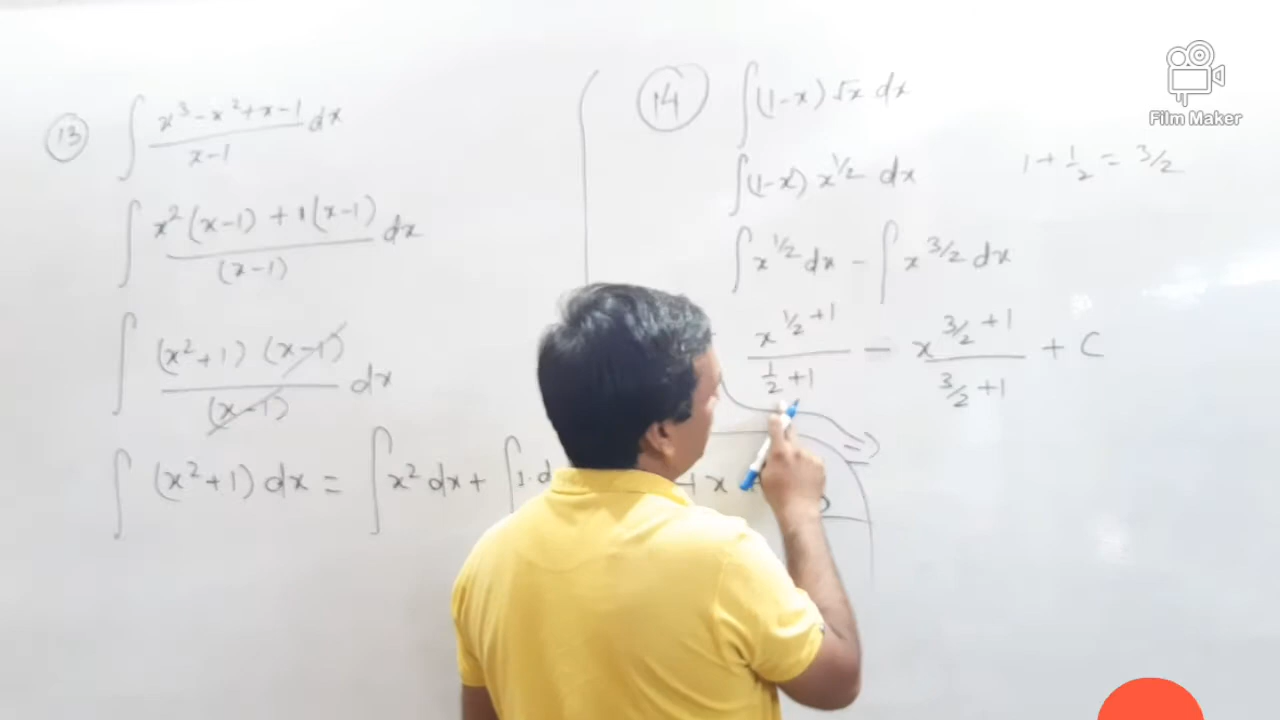 13 ∫ x³-x²+x-1/x-1 dx
∫ x²(x-1) + 1(x-1)/(x-1) dx
∫ (x²+1) (x-1)/(x-1) dx
∫ (x²+1) dx = ∫ x² dx + ∫ 1·d + x
14 ∫ (1-x) √x dx
∫ (1-x) x^1/2 dx
1 + 1/2 = 3/2
∫ x^1/2 dx - ∫ x^3/2 dx
x^1/2+1/1/2+1 - x^3/2+1/3/2+1 + C
Film Maker